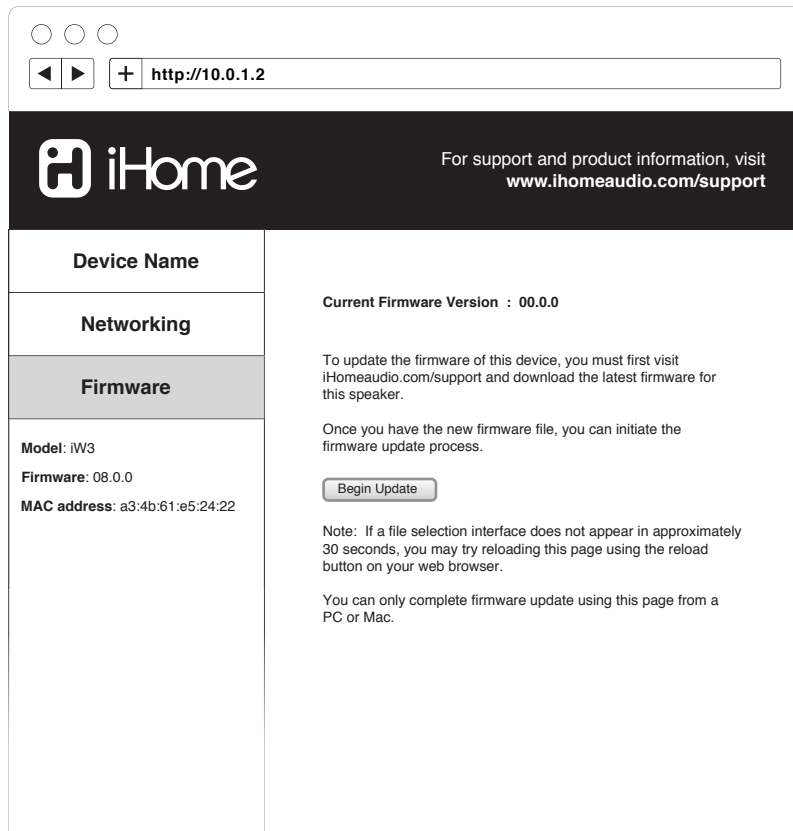 http://10.0.1.2
iHome
For support and product information, visit
www.ihomeaudio.com/support
Device Name
Networking
Firmware
Model: iW3
Firmware: 08.0.0
MAC address: a3:4b:61:e5:24:22
Current Firmware Version : 00.0.0
To update the firmware of this device, you must first visit
iHomeaudio.com/support and download the latest firmware for
this speaker.
Once you have the new firmware file, you can initiate the
firmware update process.
Begin Update
Note: If a file selection interface does not appear in approximately
30 seconds, you may try reloading this page using the reload
button on your web browser.
You can only complete firmware update using this page from a
PC or Mac.